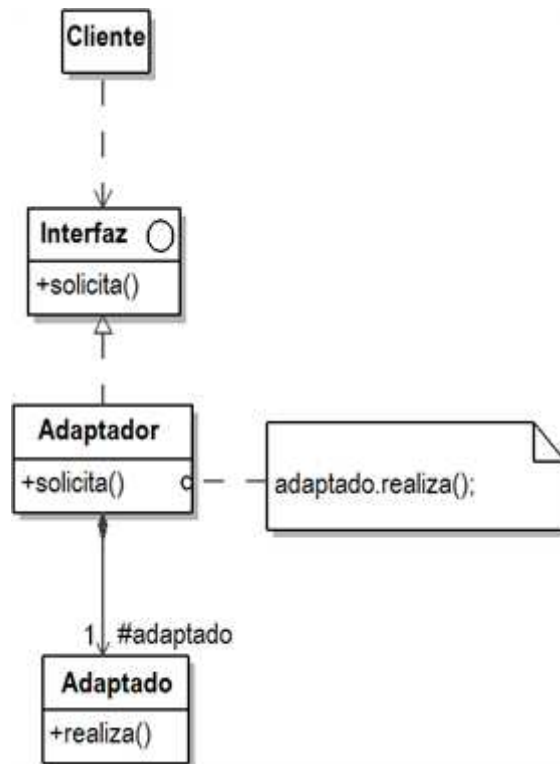 Cliente
Interfaz
+solicita()
Adaptador
+solicita()
adaptado.realiza();
1 #adaptado
Adaptado
+realiza()